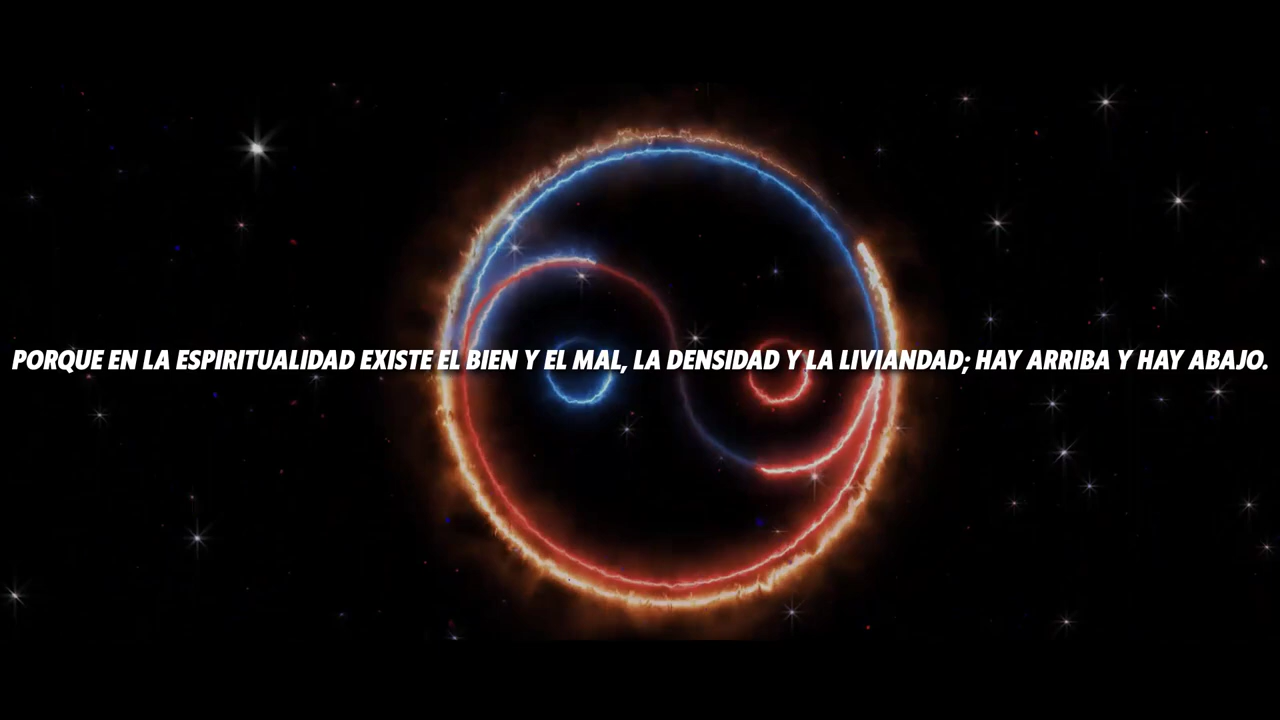 PORQUE EN LA ESPIRITUALIDAD EXISTE EL BIEN Y EL MAL, LA DENSIDAD Y LA LIVIANDAD; HAY ARRIBA Y HAY ABAJO.